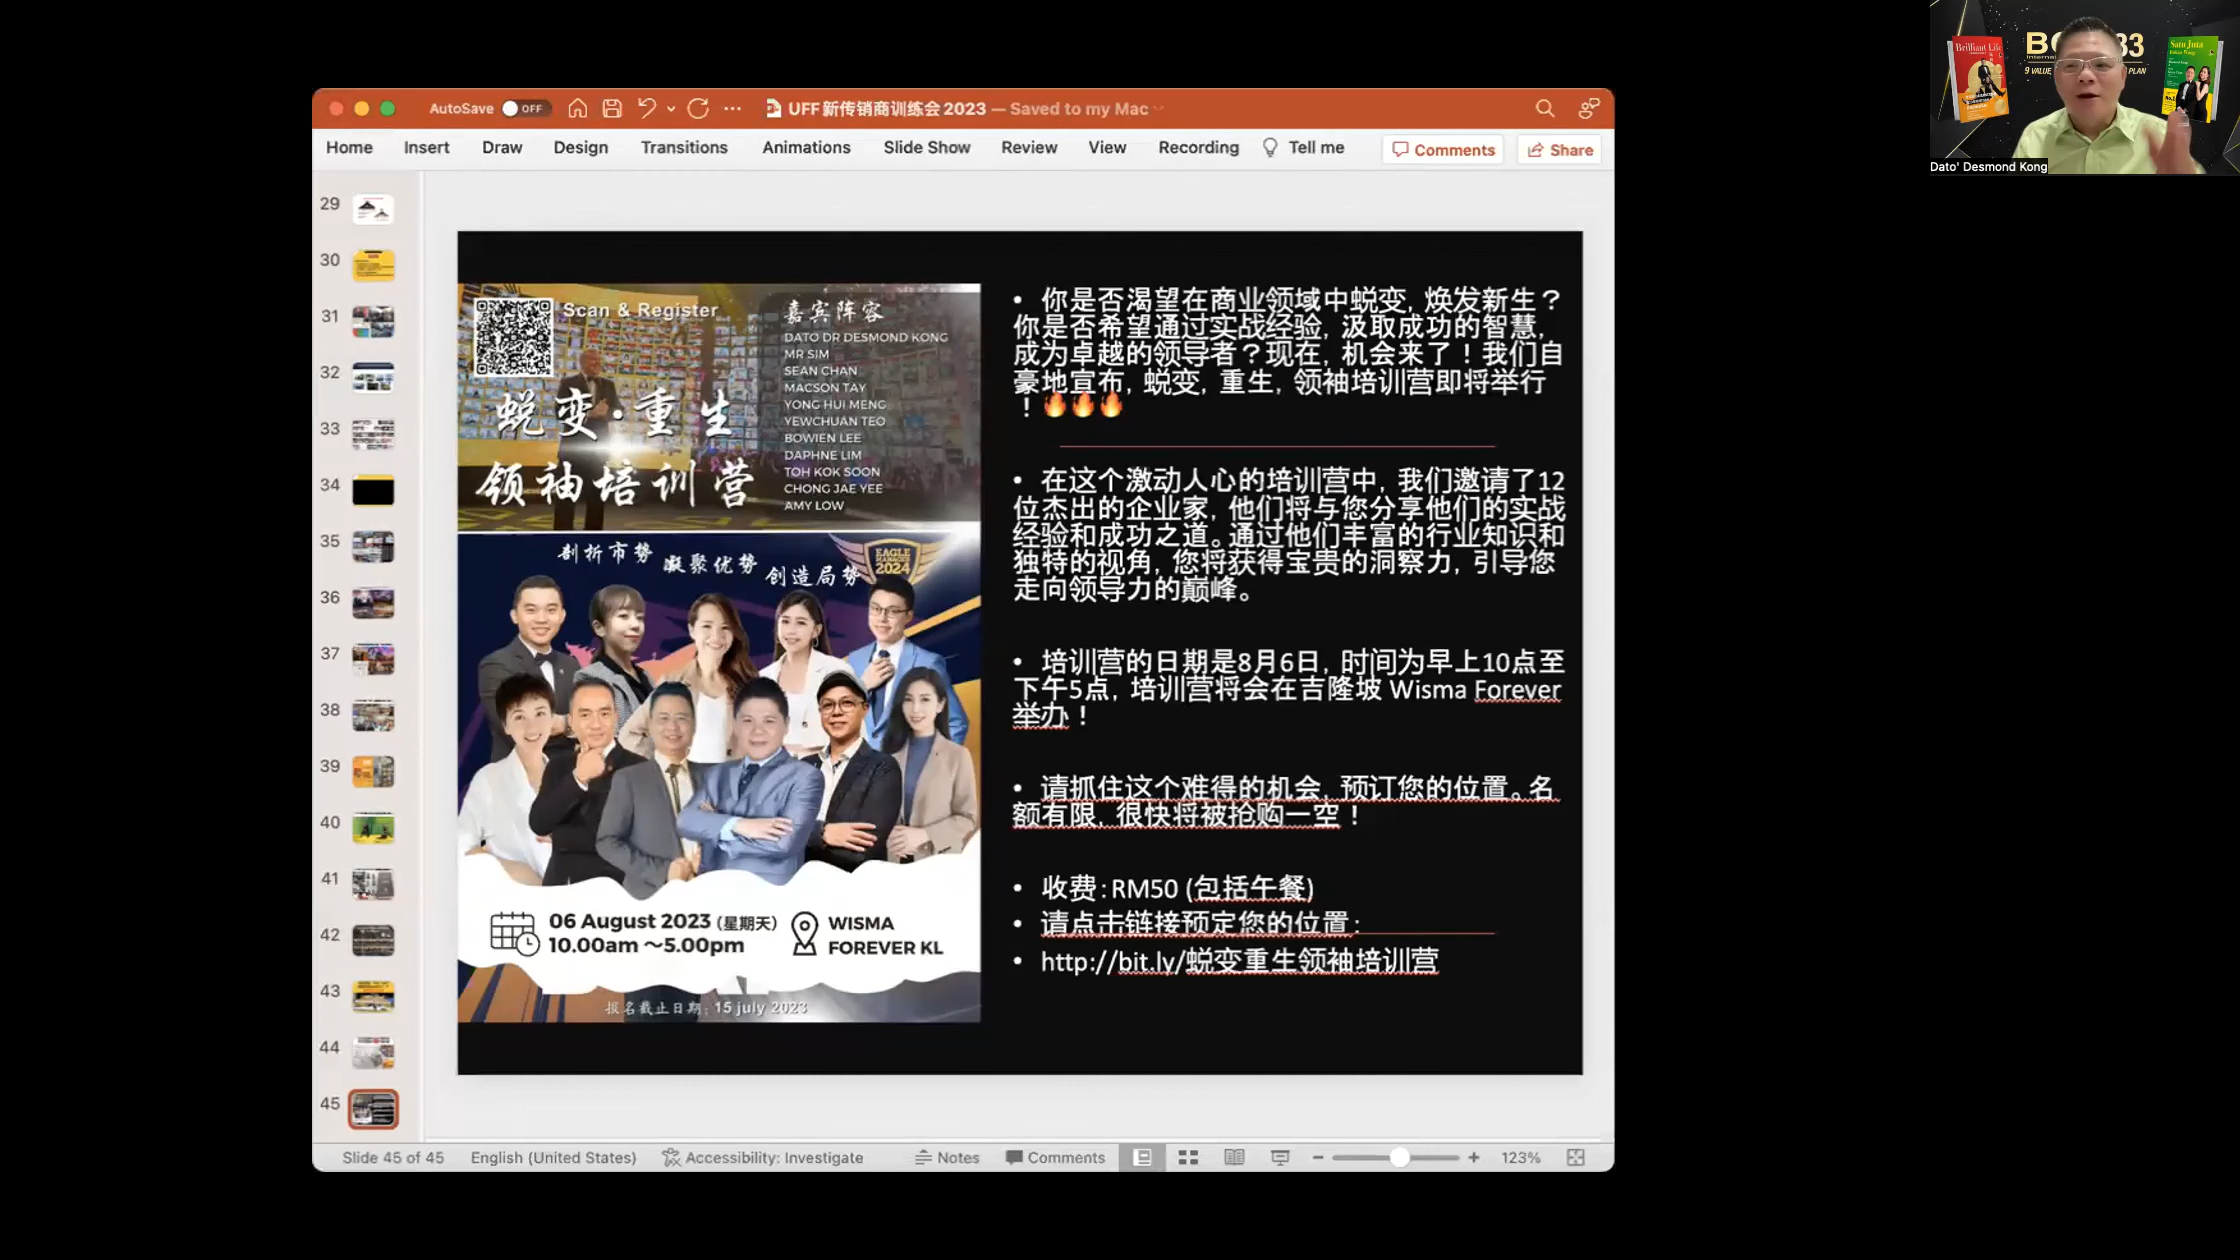 AutoSave OFF
UFF新传销商训练会2023 — Saved to my Mac
Home Insert Draw Design Transitions Animations Slide Show Review View Recording Tell me Comments Share
29
30
31
32
33
34
35
36
37
38
39
40
41
42
43
44
45
Scan & Register
嘉宾阵容
DATO DR DESMOND KONG
MR SIM
SEAN CHAN
MACSON TAY
YONG HUI MENG
YEWCHUAN TEO
BOWIEN LEE
DAPHNE LIM
TOH KOK SOON
CHONG JAE YEE
AMY LOW
蜕变·重生
领袖培训营
剖析市势 凝聚优势 创造局势
EAGLE
MANAGER
2024
06 August 2023 (星期天)
10.00am ~5.00pm
WISMA
FOREVER KL
报名截止日期: 15 july 2023
• 你是否渴望在商业领域中蜕变, 焕发新生?
你是否希望通过实战经验, 汲取成功的智慧,
成为卓越的领导者?现在, 机会来了!我们自
豪地宣布, 蜕变, 重生, 领袖培训营即将举行
!🔥🔥🔥
• 在这个激动人心的培训营中, 我们邀请了12
位杰出的企业家, 他们将与您分享他们的实战
经验和成功之道。通过他们丰富的行业知识和
独特的视角, 您将获得宝贵的洞察力, 引导您
走向领导力的巅峰。
• 培训营的日期是8月6日, 时间为早上10点至
下午5点, 培训营将会在吉隆坡 Wisma Forever
举办!
• 请抓住这个难得的机会, 预订您的位置。名
额有限, 很快将被抢购一空!
• 收费:RM50 (包括午餐)
• 请点击链接预定您的位置:
• http://bit.ly/蜕变重生领袖培训营
Slide 45 of 45 English (United States) Accessibility: Investigate Notes Comments 123%
Brilliant Life
Satu Juta
9 VALUE
PLAN
Dato' Desmond Kong